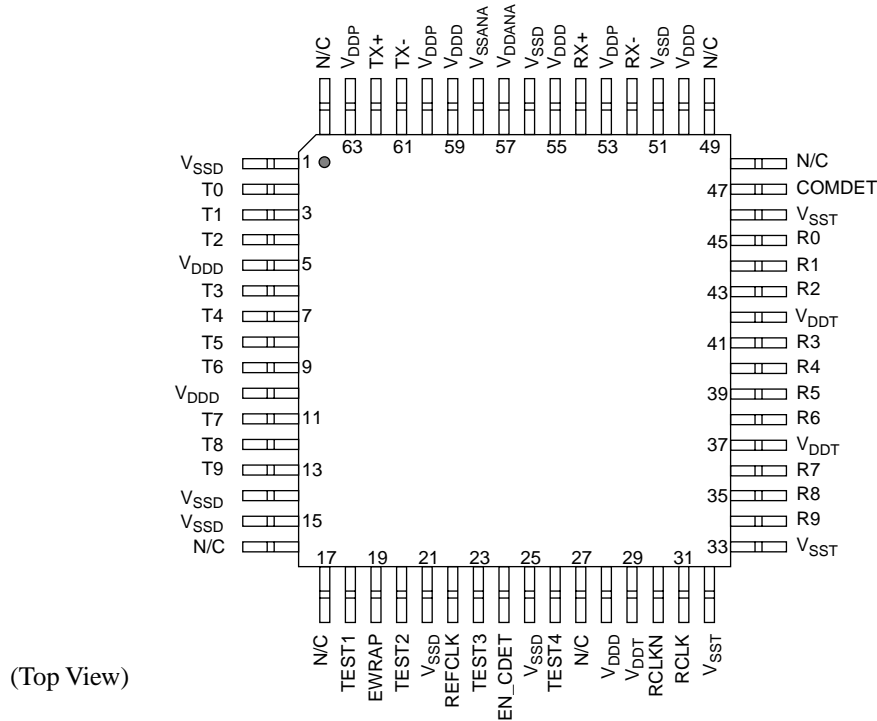 N/C VDDP TX+ TX- VDDP VDDD VSSANA VDDANA VSSD VDDD RX+ VDDP RX- VSSD VDDD N/C
63 61 59 57 55 53 51 49
VSSD 1 N/C
T0 47 COMDET
T1 3 VSST
T2 45 R0
VDDD 5 R1
T3 43 R2
T4 7 VDDT
T5 41 R3
T6 9 R4
VDDD 39 R5
T7 11 R6
T8 37 VDDT
T9 13 R7
VSSD 35 R8
VSSD 15 R9
N/C 33 VSST
17 19 21 23 25 27 29 31
N/C TEST1 EWRAP TEST2 VSSD REFCLK TEST3 EN_CDET VSSD TEST4 N/C VDDD VDDT RCLKN RCLK VSST
(Top View)